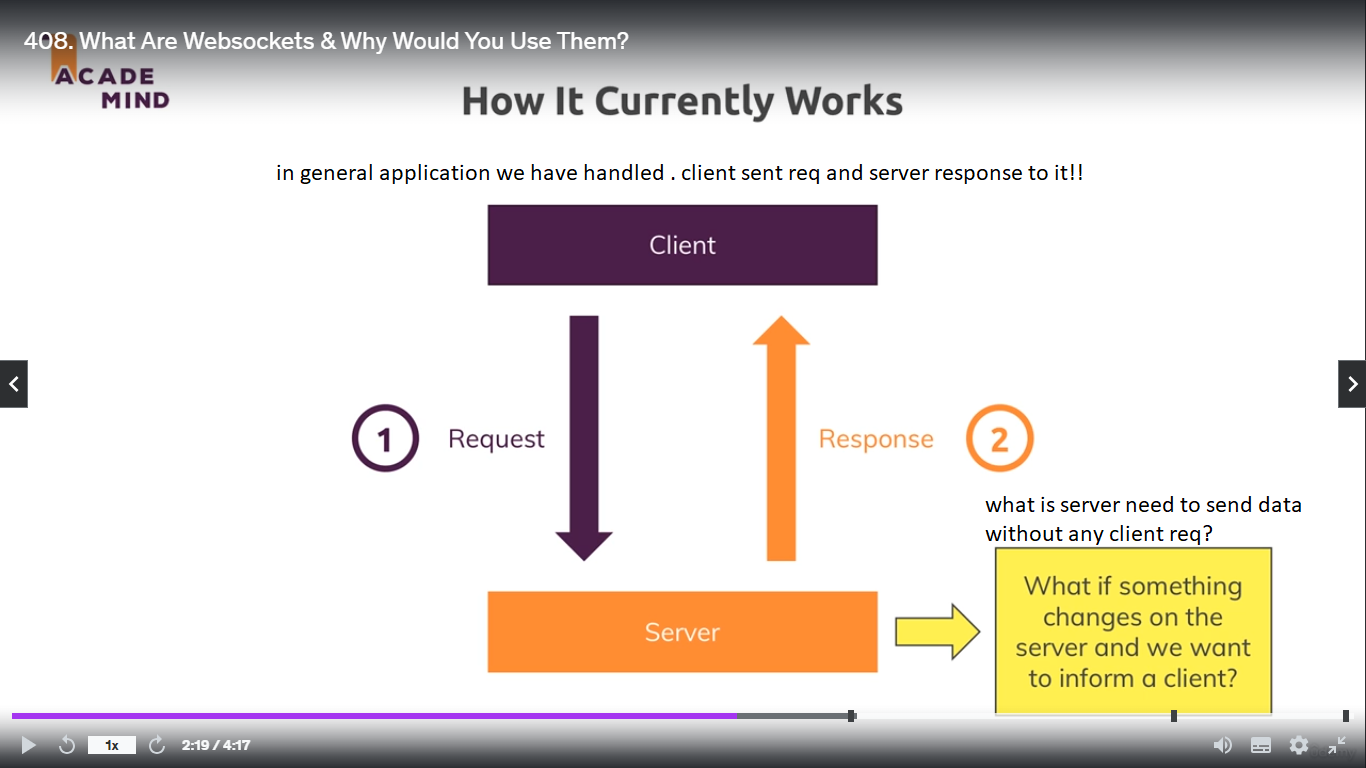 408. What Are Websockets & Why Would You Use Them?
ACADE
MIND
How It Currently Works
in general application we have handled . client sent req and server response to it!!
Client
1
Request
Response
2
what is server need to send data
without any client req?
Server
What if something
changes on the
server and we want
to inform a client?
1x
2:19 / 4:17